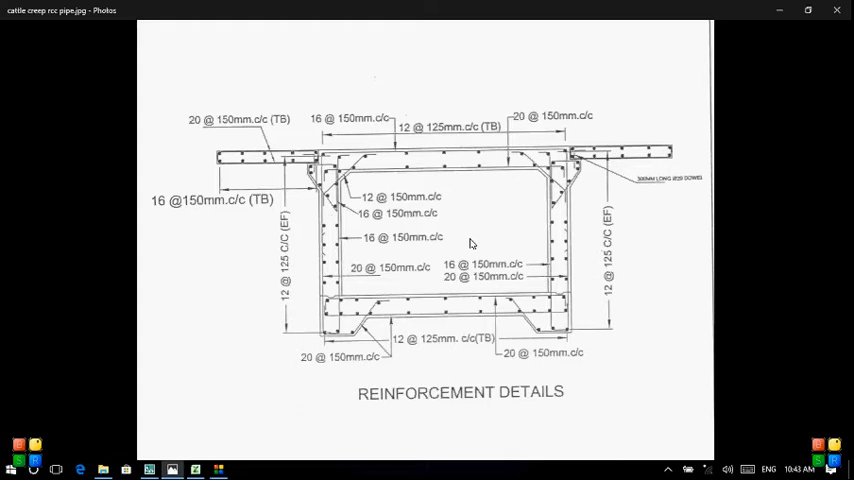 cattle creep rcc pipe.jpg - Photos
20 @ 150mm.c/c (TB)
16 @ 150mm.c/c
20 @ 150mm.c/c
12 @ 125mm.c/c (TB)
300MM LONG Ø20 DOWEL
16 @150mm.c/c (TB)
12 @ 150mm.c/c
16 @ 150mm.c/c
16 @ 150mm.c/c
12 @ 125 C/C (EF)
12 @ 125 C/C (EF)
20 @ 150mm.c/c
16 @ 150mm.c/c
20 @ 150mm.c/c
12 @ 125mm. c/c(TB)
20 @ 150mm.c/c
20 @ 150mm.c/c
REINFORCEMENT DETAILS
E
S
R
ENG
10:43 AM
E
S
R